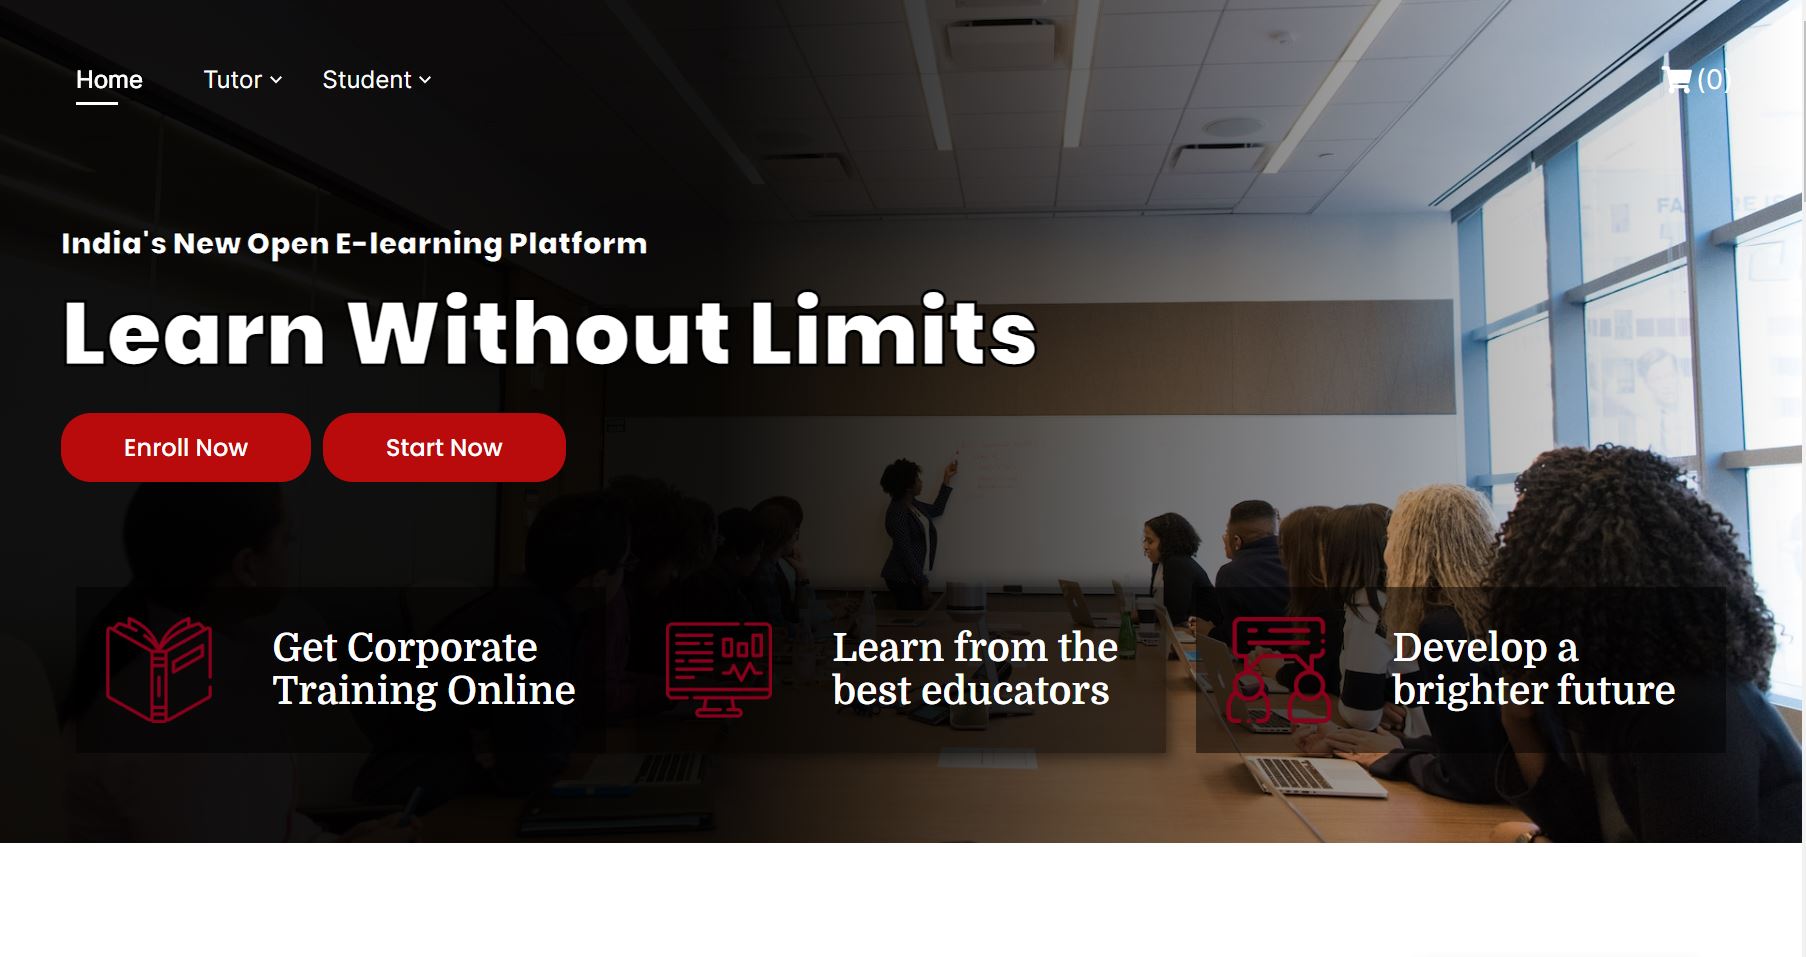 Home Tutor Student (0)
India's New Open E-learning Platform
Learn Without Limits
Enroll Now Start Now
Get Corporate
Training Online
Learn from the
best educators
Develop a
brighter future